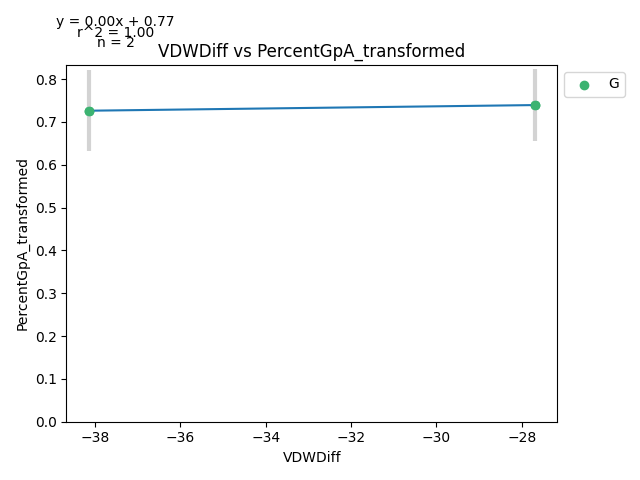 y = 0.00x + 0.77
r^2 = 1.00
n = 2
VDWDiff vs PercentGpA_transformed
G
PercentGpA_transformed
0.8
0.7
0.6
0.5
0.4
0.3
0.2
0.1
0.0
−38
−36
−34
−32
−30
−28
VDWDiff